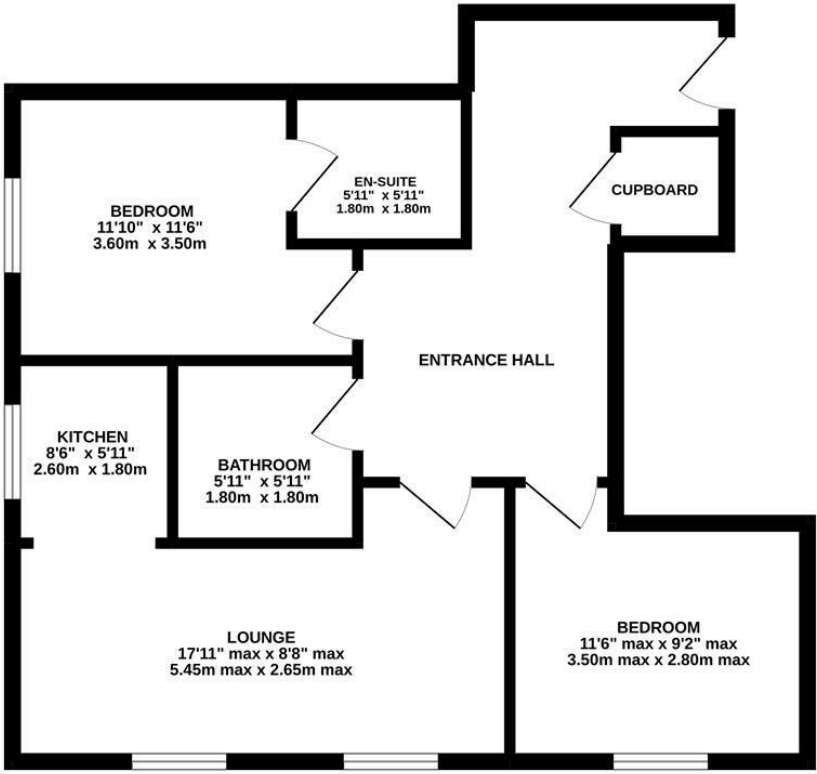 EN-SUITE
5'11" x 5'11"
1.80m x 1.80m
CUPBOARD
BEDROOM
11'10" x 11'6"
3.60m x 3.50m
ENTRANCE HALL
KITCHEN
8'6" x 5'11"
2.60m x 1.80m
BATHROOM
5'11" x 5'11"
1.80m x 1.80m
LOUNGE
17'11" max x 8'8" max
5.45m max x 2.65m max
BEDROOM
11'6" max x 9'2" max
3.50m max x 2.80m max